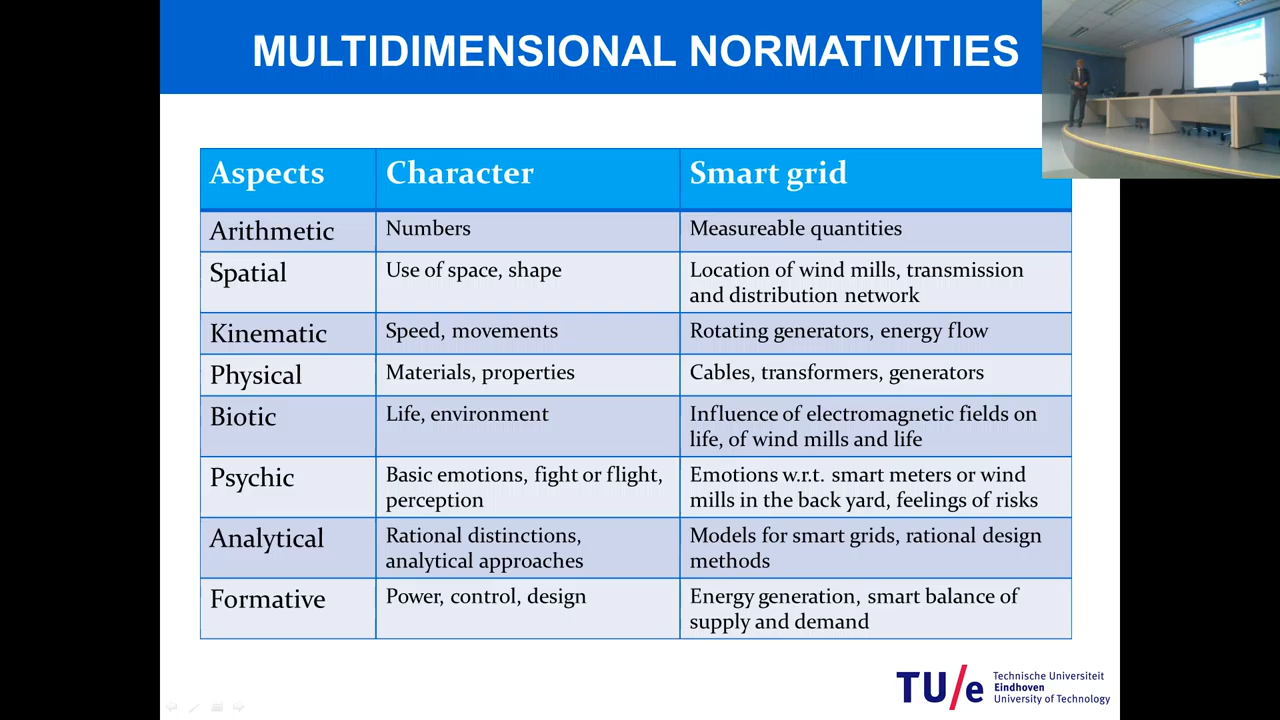 MULTIDIMENSIONAL NORMATIVITIES
Aspects Character Smart grid
Arithmetic Numbers Measureable quantities
Spatial Use of space, shape Location of wind mills, transmission
and distribution network
Kinematic Speed, movements Rotating generators, energy flow
Physical Materials, properties Cables, transformers, generators
Biotic Life, environment Influence of electromagnetic fields on
life, of wind mills and life
Psychic Basic emotions, fight or flight, Emotions w.r.t. smart meters or wind
perception mills in the back yard, feelings of risks
Analytical Rational distinctions, Models for smart grids, rational design
analytical approaches methods
Formative Power, control, design Energy generation, smart balance of
supply and demand
TU/e Technische Universiteit
Eindhoven
University of Technology